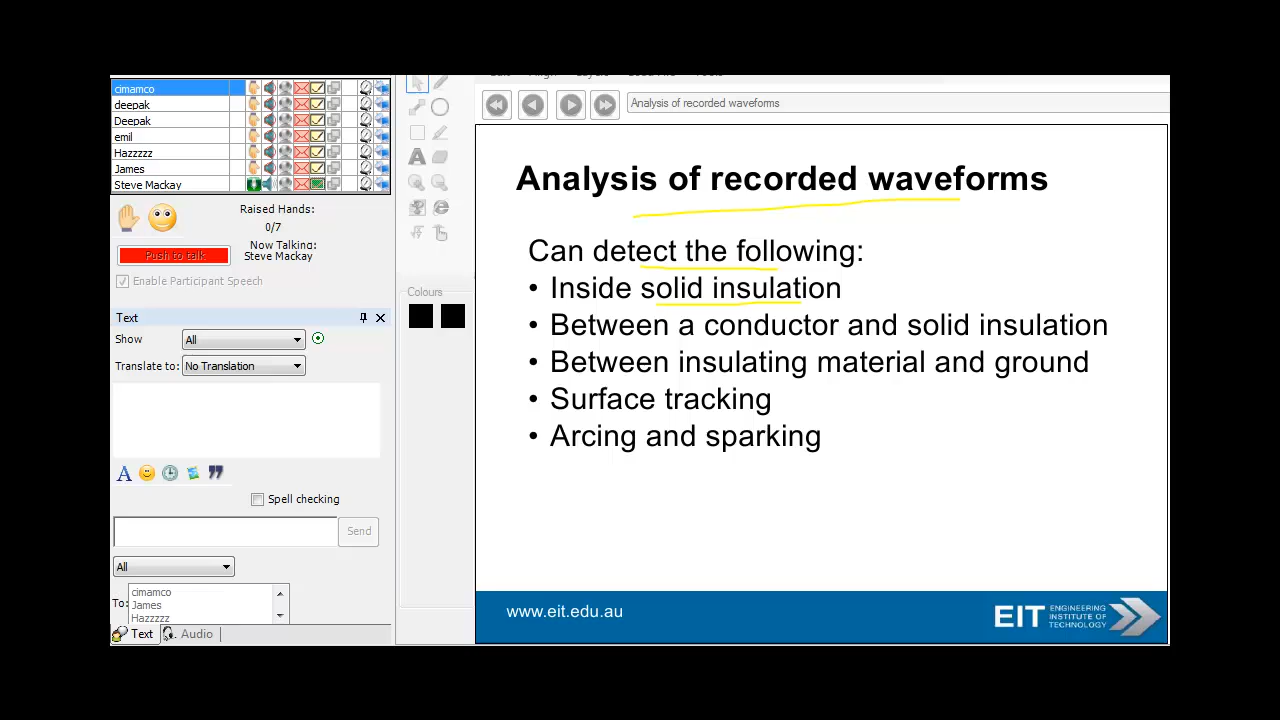 cimamco
deepak
Deepak
emil
Hazzzzz
James
Steve Mackay
Raised Hands:
0/7
Now Talking:
Steve Mackay
Push to talk
Enable Participant Speech
Text
Show
All
Translate to:
No Translation
Spell checking
Send
All
To:
cimamco
James
Hazzzzz
Text
Audio
Colours
Analysis of recorded waveforms
Analysis of recorded waveforms
Can detect the following:
• Inside solid insulation
• Between a conductor and solid insulation
• Between insulating material and ground
• Surface tracking
• Arcing and sparking
www.eit.edu.au
EIT
ENGINEERING
INSTITUTE OF
TECHNOLOGY